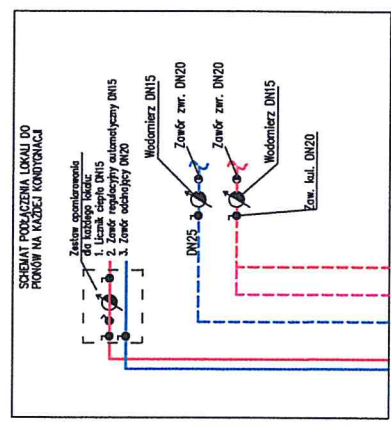 SCHEMAT PODŁĄCZENIA LOKALI DO
PIONÓW NA KAŻDEJ KONDYGNACJI
Zestaw opomiarowania
dla każdego lokalu:
1. Licznik ciepła DN15
2. Zawór regulacyjny automatyczny DN15
3. Zawór odcinający DN20
Wodomierz DN15
Zawór zwr. DN20
DN25
Zawór zwr. DN20
Wodomierz DN15
Zaw. kul. DN20